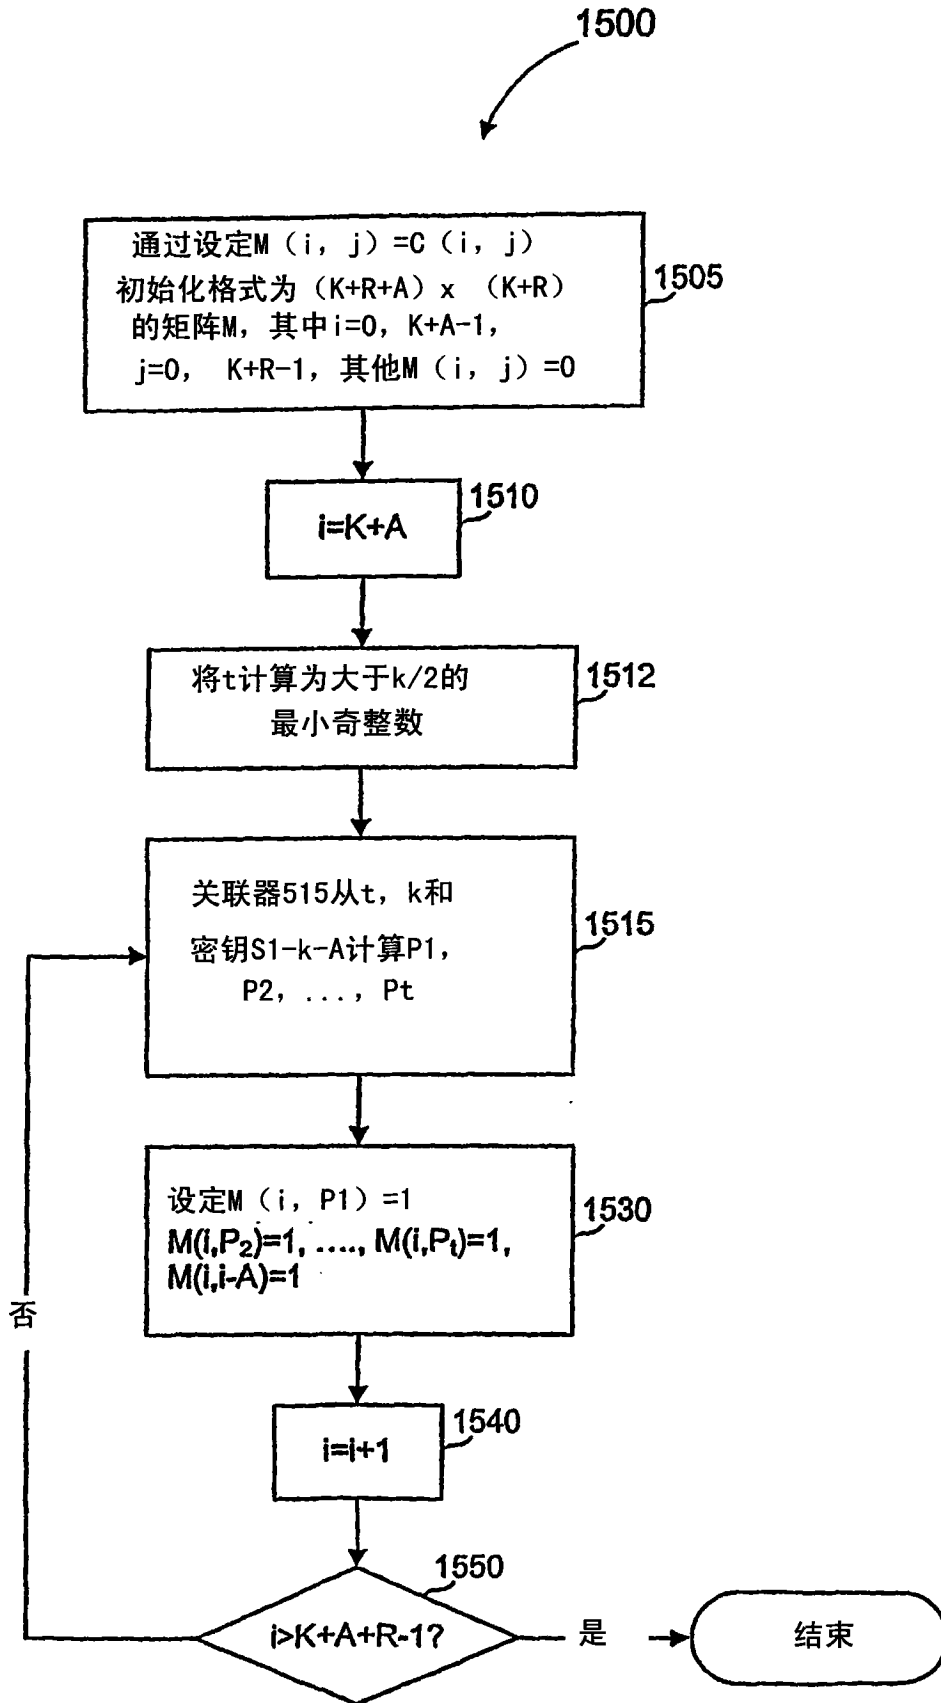 1500
通过设定M（i, j）=C（i, j）
初始化格式为（K+R+A）x （K+R）
的矩阵M, 其中i=0, K+A-1,
j=0, K+R-1, 其他M（i, j）=0
1505
i=K+A
1510
将t计算为大于k/2的
最小奇整数
1512
关联器515从t, k和
密钥S1-k-A计算P1,
P2, ..., Pt
1515
设定M（i, P1）=1
M(i,P₂)=1, ...., M(i,Pₜ)=1,
M(i,i-A)=1
1530
否
i=i+1
1540
i>K+A+R-1?
1550
是
结束